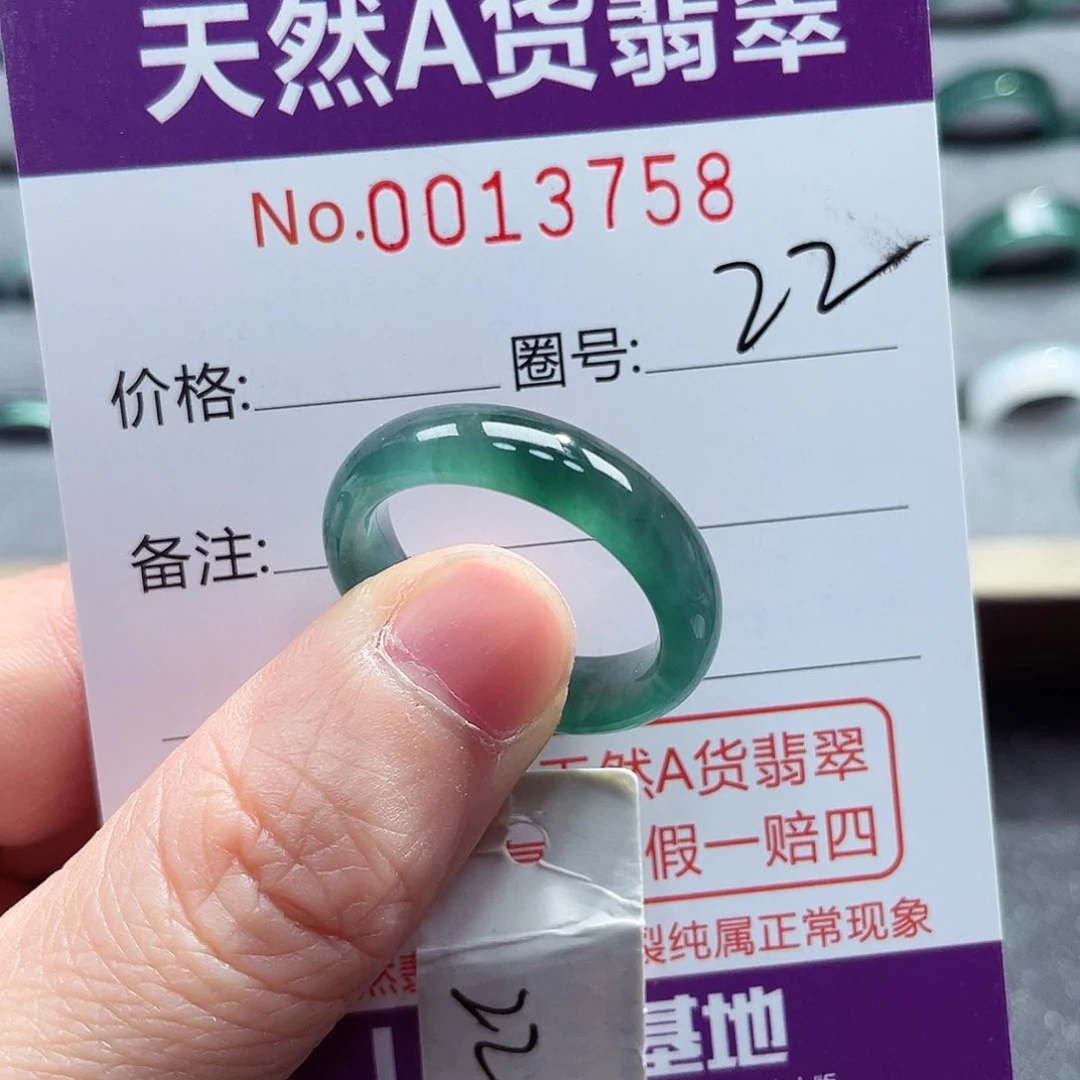 天然A货翡翠
No.0013758
价格: 圈号: 22
备注:
天然A货翡翠
假一赔四
裂纯属正常现象
基地
22